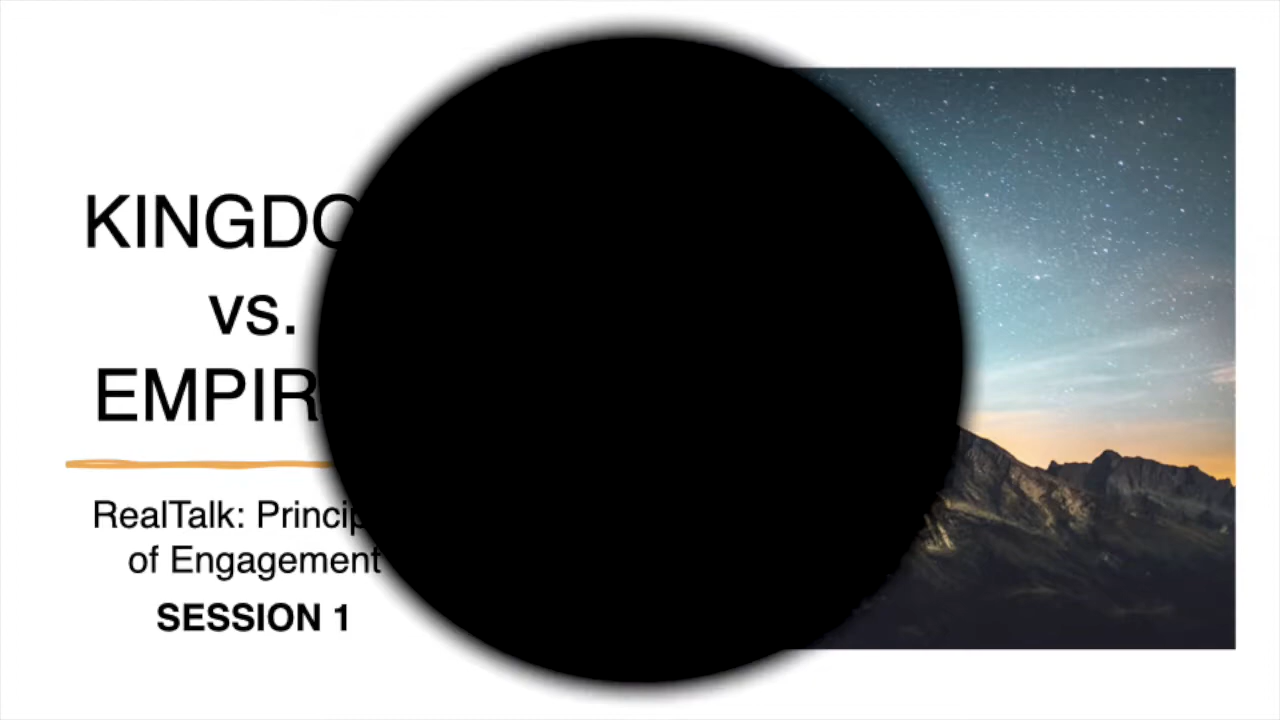 KINGDO
vs.
EMPIR
RealTalk: Princip
of Engagement
SESSION 1